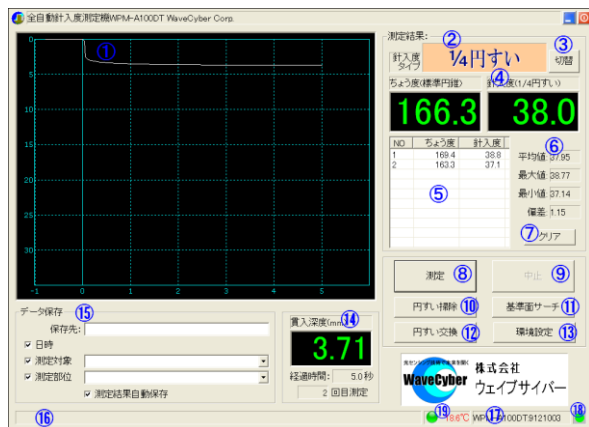 全自動針入度測定機WPM-A100DT WaveCyber Corp.
①
0
5
10
15
20
25
30
-1 0 1 2 3 4 5
測定結果:
針入度タイプ
② 1/4円すい
③ 切替
ちょう度(標準円錐) ④ 針入度(1/4円すい)
166.3 38.0
NO ちょう度 針入度
1 169.4 38.8
2 163.3 37.1
⑤
⑥
平均値: 37.95
最大値: 38.77
最小値: 37.14
偏差: 1.15
⑦ クリア
測定 ⑧
中止 ⑨
円すい掃除 ⑩
基準面サーチ ⑪
円すい交換 ⑫
環境設定 ⑬
データ保存 ⑮
保存先:
日時
測定対象
測定部位
測定結果自動保存
貫入深度(mm) ⑭
3.71
経過時間: 5.0秒
2 回目測定
WaveCyber
株式会社
ウェイブサイバー
⑯
⑲ 18.6℃ WPM-A100DT9121003 ⑰ ⑱